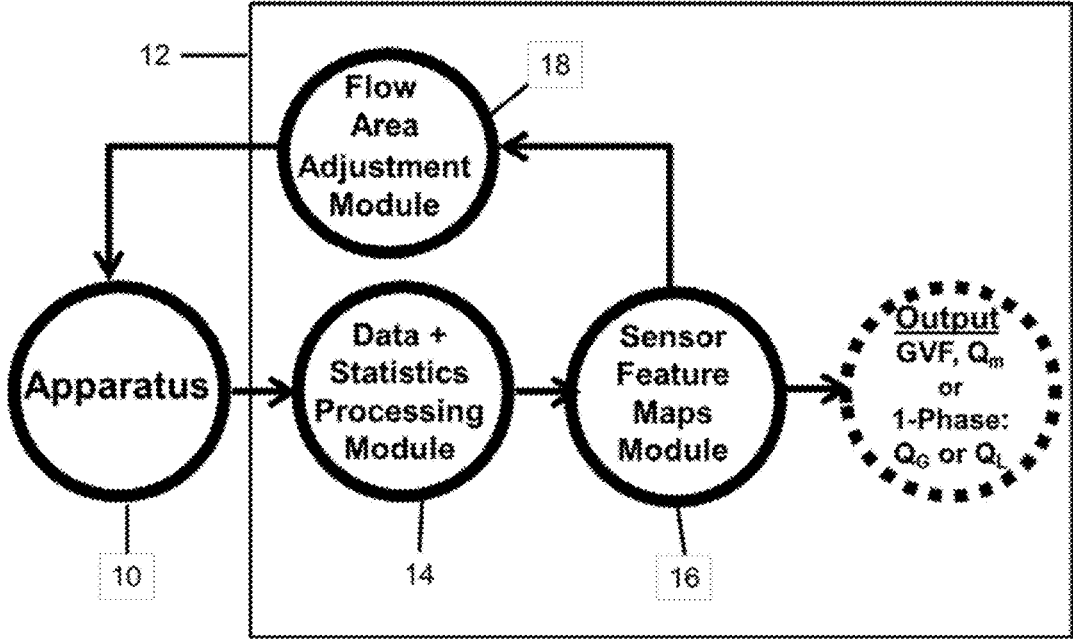 12
18
Flow
Area
Adjustment
Module
Apparatus
Data +
Statistics
Processing
Module
Sensor
Feature
Maps
Module
Output
GVF, Qm
or
1-Phase:
QG or QL
10
14
16